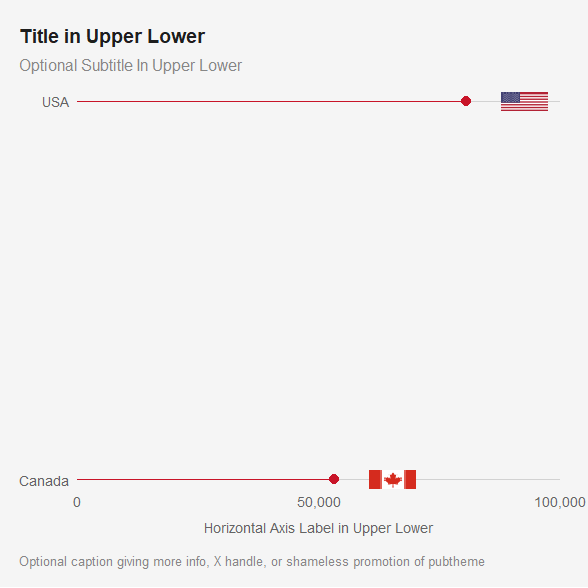 Title in Upper Lower
Optional Subtitle In Upper Lower
USA
Canada
0 50,000 100,000
Horizontal Axis Label in Upper Lower
Optional caption giving more info, X handle, or shameless promotion of pubtheme